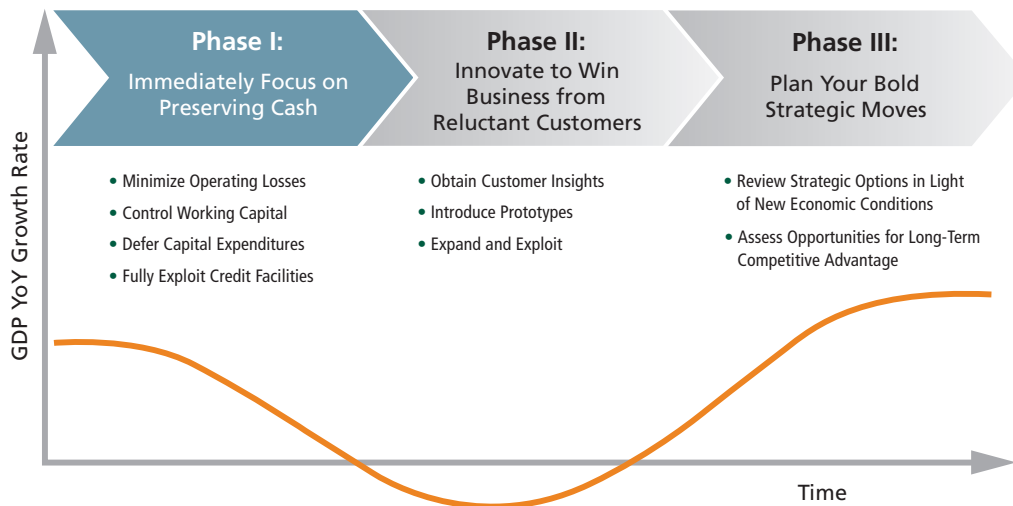 Phase I:
Immediately Focus on
Preserving Cash
Phase II:
Innovate to Win
Business from
Reluctant Customers
Phase III:
Plan Your Bold
Strategic Moves
• Minimize Operating Losses
• Control Working Capital
• Defer Capital Expenditures
• Fully Exploit Credit Facilities
• Obtain Customer Insights
• Introduce Prototypes
• Expand and Exploit
• Review Strategic Options in Light
of New Economic Conditions
• Assess Opportunities for Long-Term
Competitive Advantage
GDP YoY Growth Rate
Time